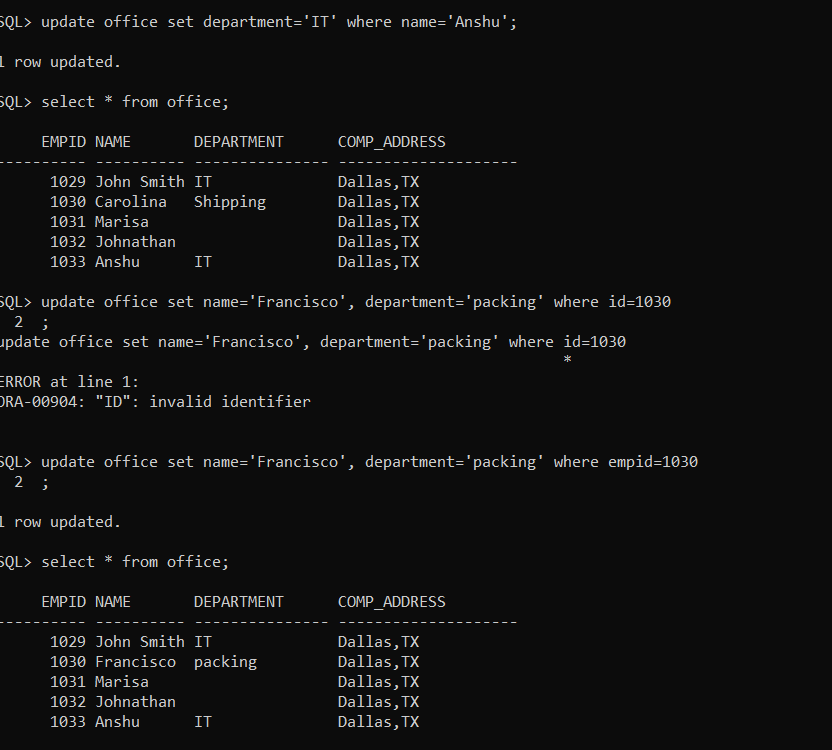 SQL> update office set department='IT' where name='Anshu';
1 row updated.
SQL> select * from office;
EMPID NAME       DEPARTMENT      COMP_ADDRESS
---------- ---------- --------------- --------------------
1029 John Smith IT              Dallas,TX
1030 Carolina   Shipping        Dallas,TX
1031 Marisa                     Dallas,TX
1032 Johnathan                  Dallas,TX
1033 Anshu      IT              Dallas,TX
SQL> update office set name='Francisco', department='packing' where id=1030
2  ;
update office set name='Francisco', department='packing' where id=1030
*
ERROR at line 1:
ORA-00904: "ID": invalid identifier
SQL> update office set name='Francisco', department='packing' where empid=1030
2  ;
1 row updated.
SQL> select * from office;
EMPID NAME       DEPARTMENT      COMP_ADDRESS
---------- ---------- --------------- --------------------
1029 John Smith IT              Dallas,TX
1030 Francisco  packing         Dallas,TX
1031 Marisa                     Dallas,TX
1032 Johnathan                  Dallas,TX
1033 Anshu      IT              Dallas,TX